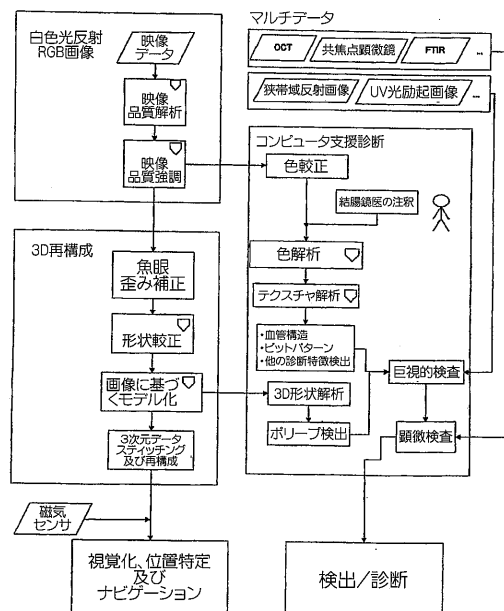 白色光反射
RGB画像
映像
データ
映像
品質解析
映像
品質強調
マルチデータ
OCT
共焦点顕微鏡
FTIR
...
狭帯域反射画像
UV光励起画像
...
コンピュータ支援診断
色較正
結腸鏡医の注釈
色解析
テクスチャ解析
・血管構造
・ピットパターン
・他の診断特徴検出
3D形状解析
ポリープ検出
巨視的検査
顕微検査
3D再構成
魚眼
歪み補正
形状較正
画像に基づ
くモデル化
3次元データ
スティッチング
及び再構成
磁気
センサ
視覚化、位置特定
及び
ナビゲーション
検出/診断